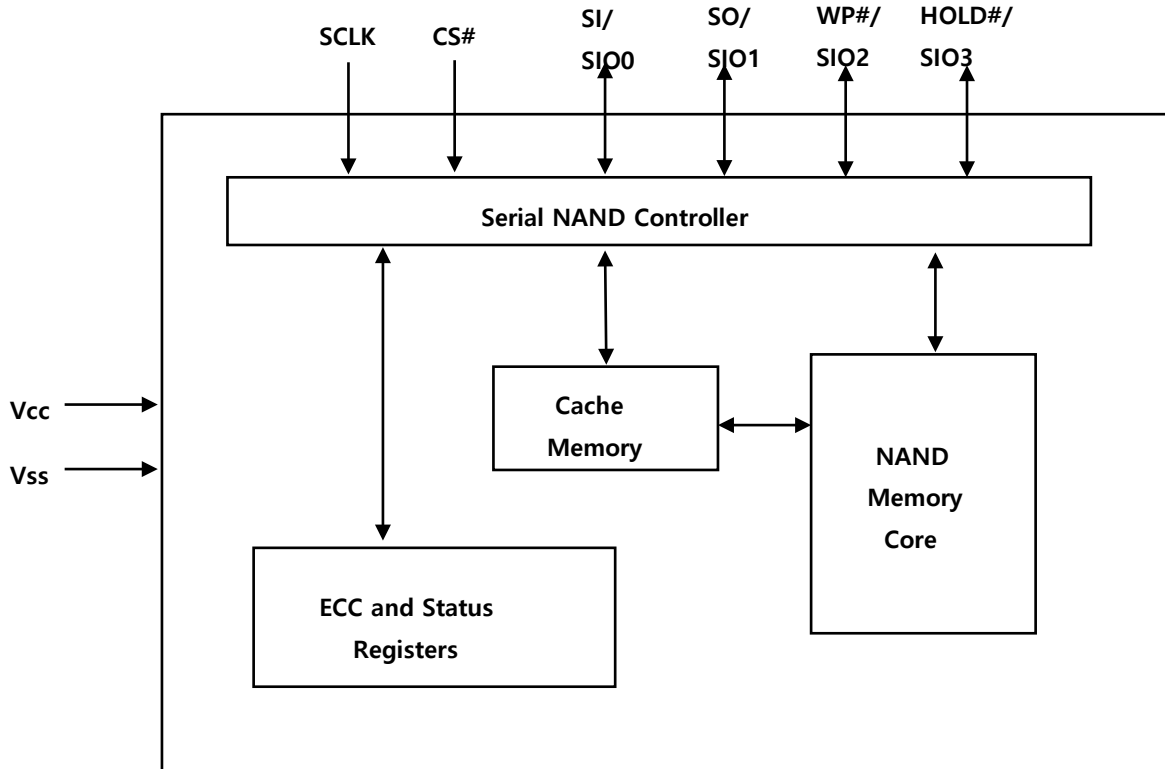 SCLK
CS#
SI/
SIO0
SO/
SIO1
WP#/
SIO2
HOLD#/
SIO3
Serial NAND Controller
Vcc
Vss
Cache
Memory
NAND
Memory
Core
ECC and Status
Registers